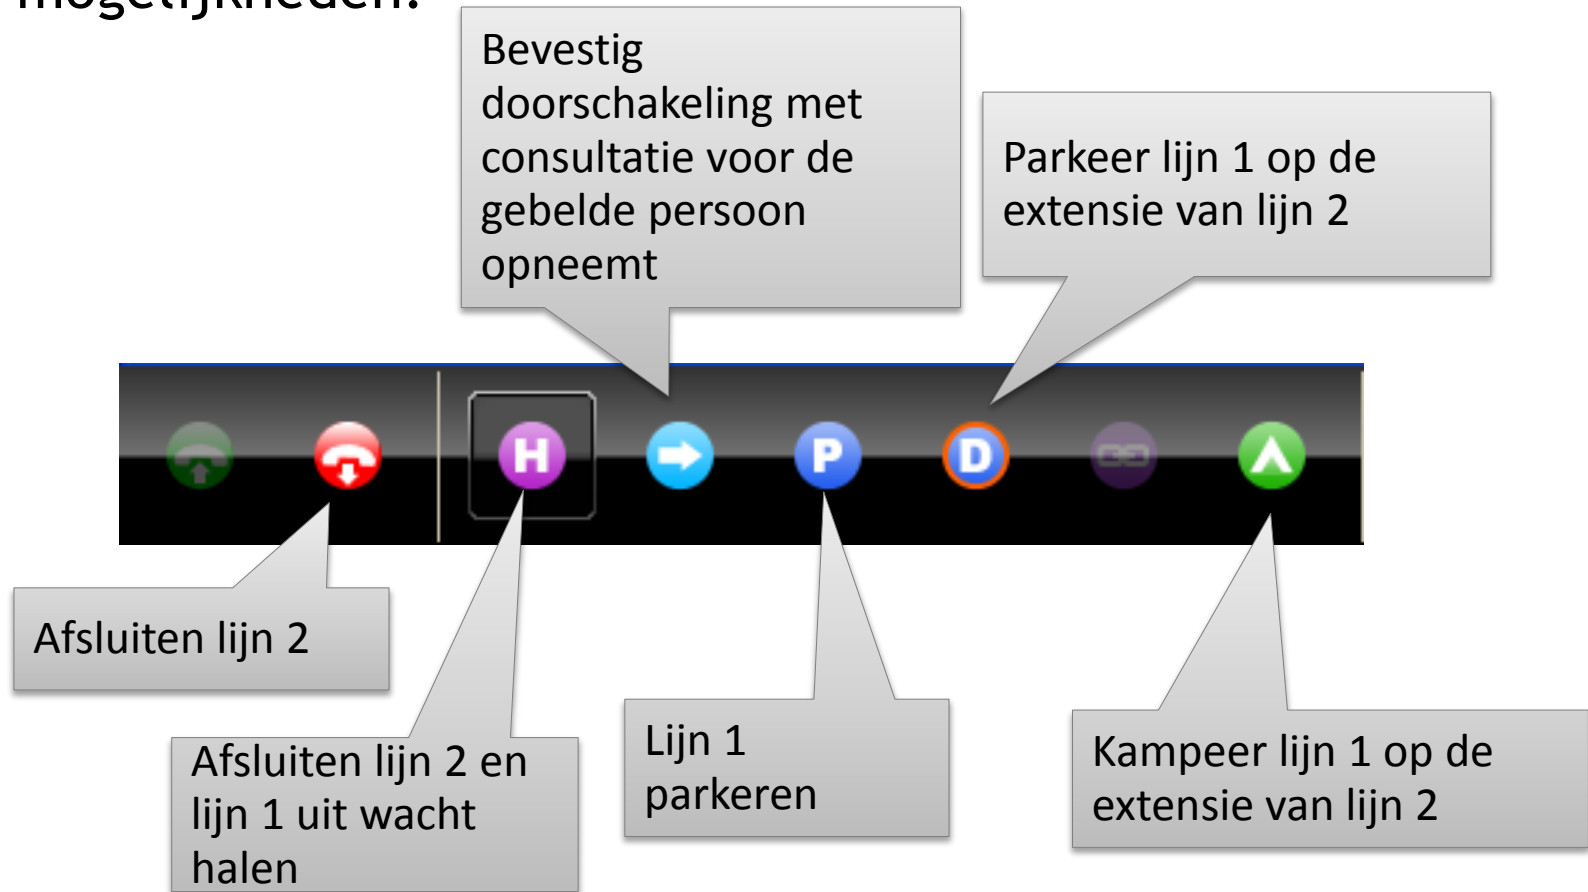 mogelijkheden:
Bevestig
doorschakeling met
consultatie voor de
gebelde persoon
opneemt
Parkeer lijn 1 op de
extensie van lijn 2
H
P
D
Afsluiten lijn 2
Afsluiten lijn 2 en
lijn 1 uit wacht
halen
Lijn 1
parkeren
Kampeer lijn 1 op de
extensie van lijn 2